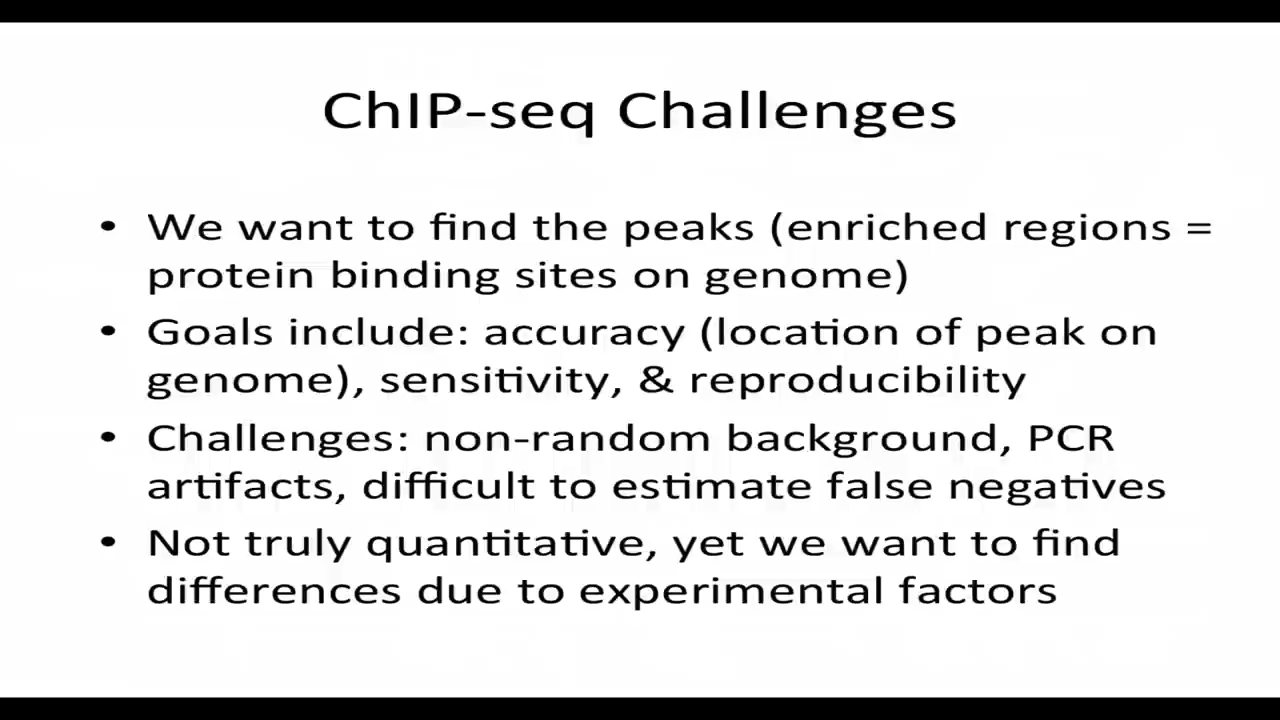 ChIP-seq Challenges
• We want to find the peaks (enriched regions =
protein binding sites on genome)
• Goals include: accuracy (location of peak on
genome), sensitivity, & reproducibility
• Challenges: non-random background, PCR
artifacts, difficult to estimate false negatives
• Not truly quantitative, yet we want to find
differences due to experimental factors